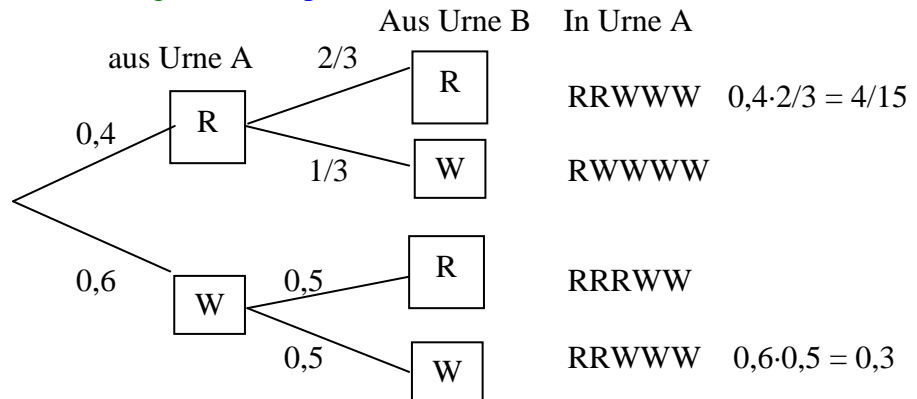 Aus Urne B In Urne A
aus Urne A
2/3
R
RRWWW 0,4·2/3 = 4/15
R
0,4
1/3
W
RWWWW
R
RRRWW
0,6
0,5
W
0,5
W
RRWWW 0,6·0,5 = 0,3